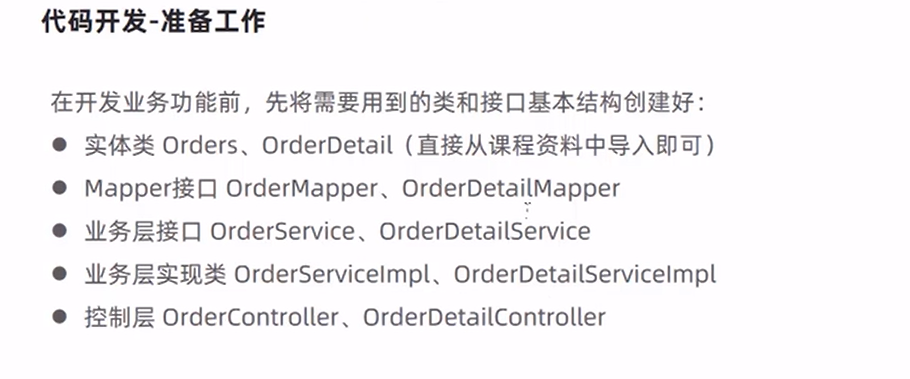 代码开发-准备工作
在开发业务功能前，先将需要用到的类和接口基本结构创建好：
● 实体类 Orders、OrderDetail（直接从课程资料中导入即可）
● Mapper接口 OrderMapper、OrderDetailMapper
● 业务层接口 OrderService、OrderDetailService
● 业务层实现类 OrderServiceImpl、OrderDetailServiceImpl
● 控制层 OrderController、OrderDetailController